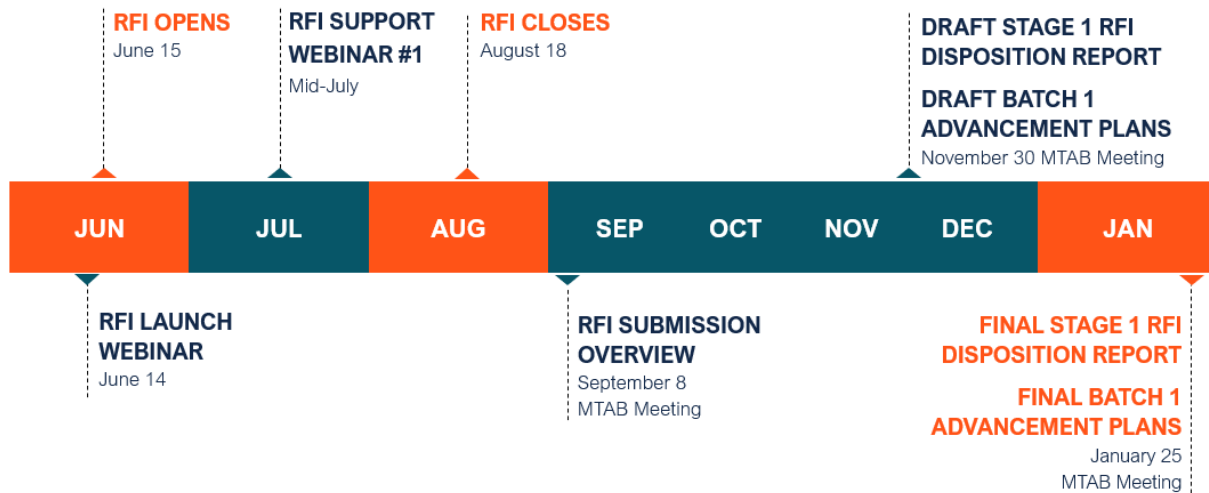 RFI OPENS
June 15
RFI SUPPORT
WEBINAR #1
Mid-July
RFI CLOSES
August 18
DRAFT STAGE 1 RFI
DISPOSITION REPORT
DRAFT BATCH 1
ADVANCEMENT PLANS
November 30 MTAB Meeting
JUN
JUL
AUG
SEP
OCT
NOV
DEC
JAN
RFI LAUNCH
WEBINAR
June 14
RFI SUBMISSION
OVERVIEW
September 8
MTAB Meeting
FINAL STAGE 1 RFI
DISPOSITION REPORT
FINAL BATCH 1
ADVANCEMENT PLANS
January 25
MTAB Meeting